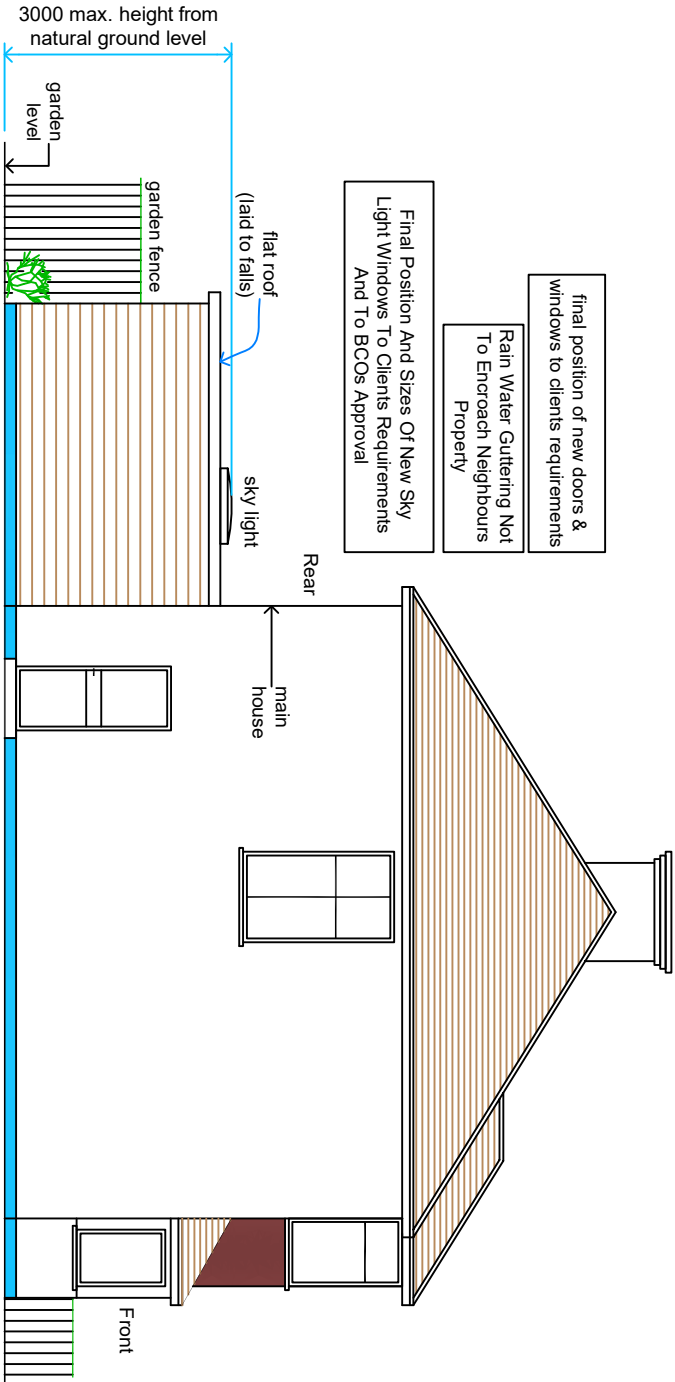 3000 max. height from
natural ground level
garden
level
garden fence
flat roof
(laid to falls)
sky light
Rear
main
house
Front
final position of new doors &
windows to clients requirements
Rain Water Guttering Not
To Encroach Neighbours
Property
Final Position And Sizes Of New Sky
Light Windows To Clients Requirements
And To BCOs Approval